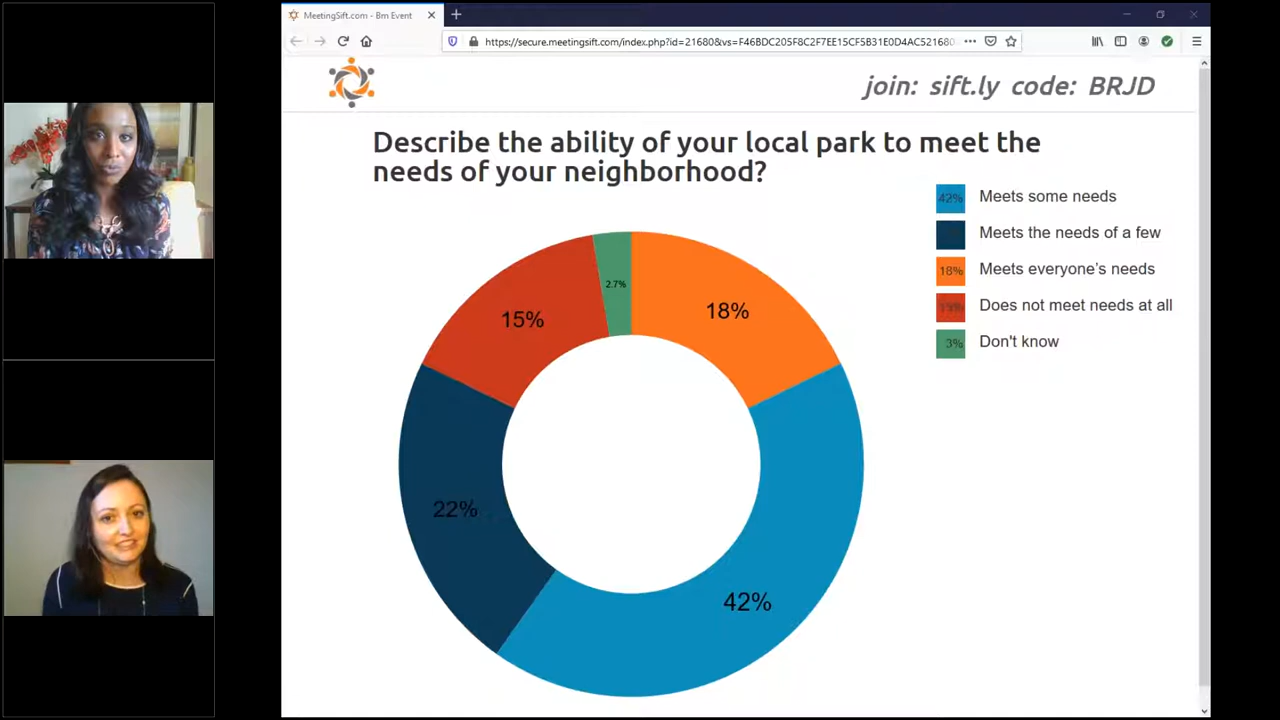 MeetingSift.com - Bm Event
https://secure.meetingsift.com/index.php?id=21680&vs=F46BDC205F8C2F7EE15CF5B31E0D4AC521680
join: sift.ly code: BRJD
Describe the ability of your local park to meet the
needs of your neighborhood?
42% Meets some needs
Meets the needs of a few
18% Meets everyone's needs
15% Does not meet needs at all
3% Don't know
2.7%
18%
15%
22%
42%